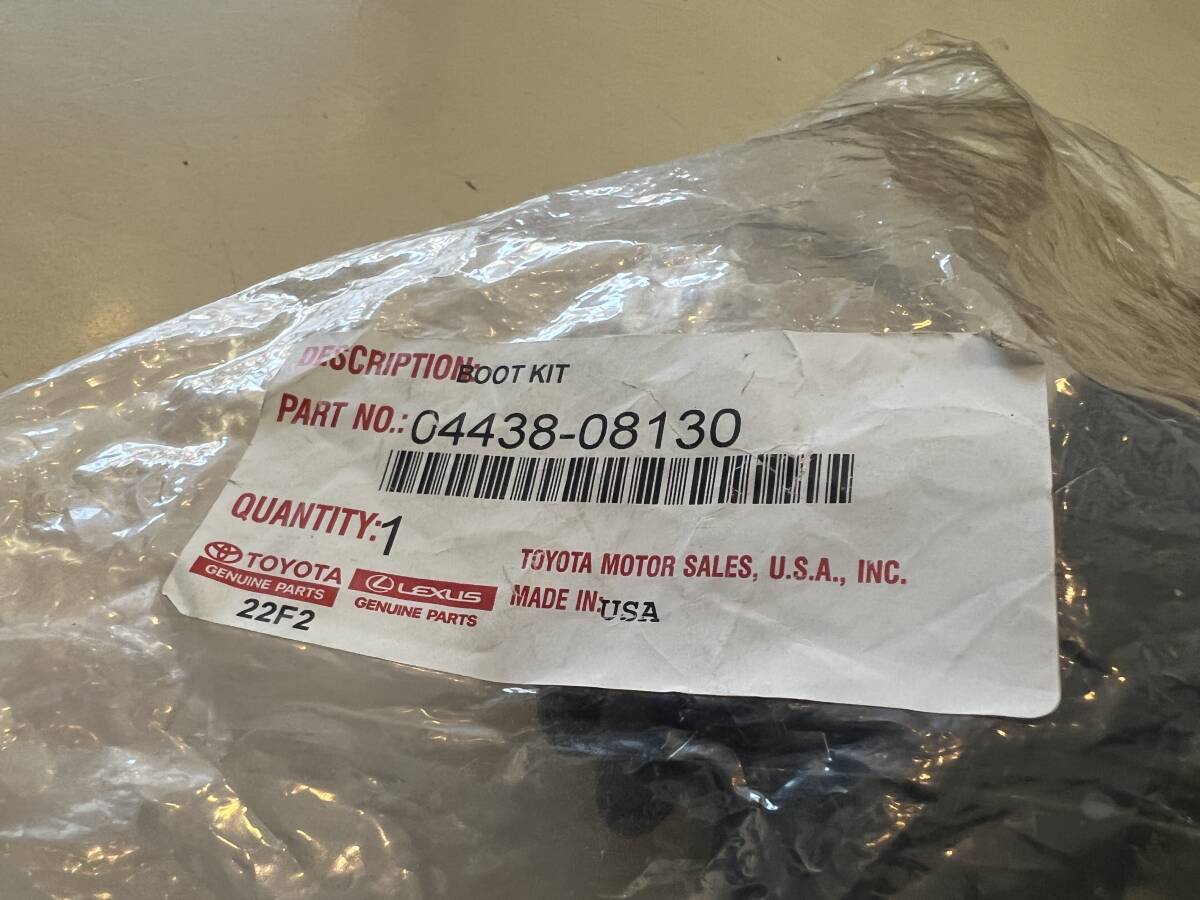 DESCRIPTION: BOOT KIT
PART NO.: 04438-08130
QUANTITY: 1
TOYOTA
GENUINE PARTS
LEXUS
GENUINE PARTS
22F2
TOYOTA MOTOR SALES, U.S.A., INC.
MADE IN: USA